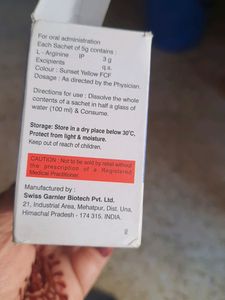 For oral administration
Each Sachet of 5g contains :
L - Arginine IP 3 g
Excipients q.s.
Colour : Sunset Yellow FCF
Dosage : As directed by the Physician.
Directions for use : Dissolve the whole
contents of a sachet in half a glass of
water (100 ml) & Consume.
Storage: Store in a dry place below 30°C,
Protect from light & moisture.
Keep out of reach of children.
CAUTION : Not to be sold by retail without
the prescription of a Registered
Medical Practitioner.
Manufactured by :
Swiss Garnier Biotech Pvt. Ltd.
21, Industrial Area, Mehatpur, Dist. Una,
Himachal Pradesh - 174 315. INDIA.